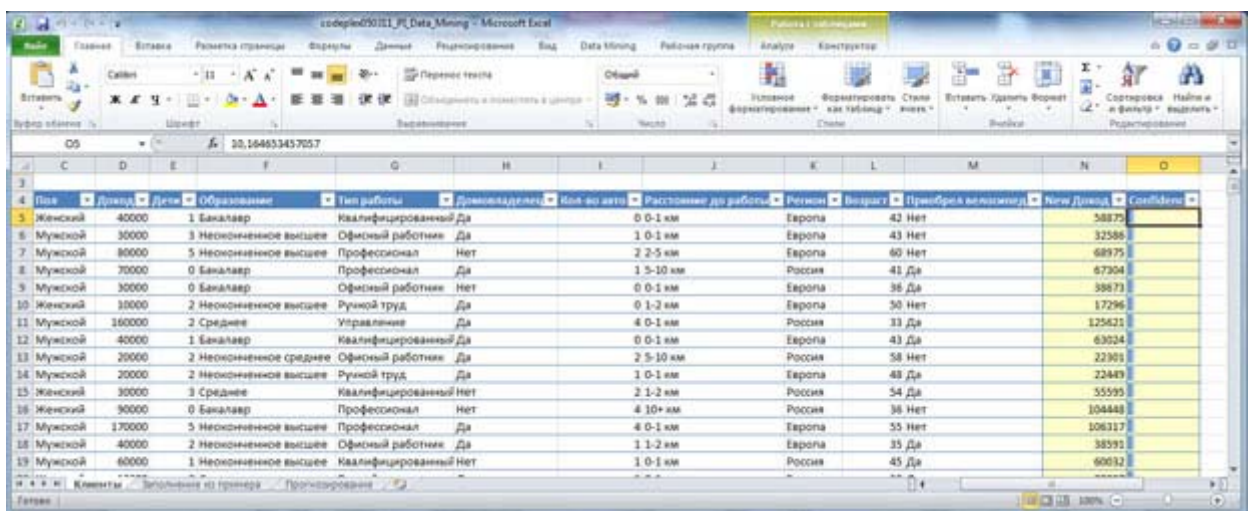 codeplex050311_PI_Data_Mining - Microsoft Excel
Работа с таблицами
Файл Главная Вставка Разметка страницы Формулы Данные Рецензирование Вид Data Mining Рабочая группа Analyze Конструктор
Вставить Calibri 11 Перенос текста Общий Условное форматирование Форматировать как таблицу Стили ячеек Вставить Удалить Формат Сортировка и фильтр Найти и выделить
Буфер обмена Шрифт Выравнивание Число Стили Ячейки Редактирование
O5 fx 10,164653457057
C D E F G H I J K L M N O
3
4 Пол Доход Дети Образование Тип работы Домовладелец Кол-во авто Расстояние до работы Регион Возраст Приобрел велосипед New Доход Confidenc
5 Женский 40000 1 Бакалавр Квалифицированный Да 0 0-1 км Европа 42 Нет 58875
6 Мужской 30000 3 Неоконченное высшее Офисный работник Да 1 0-1 км Европа 43 Нет 32586
7 Мужской 80000 5 Неоконченное высшее Профессионал Нет 2 2-5 км Европа 60 Нет 68975
8 Мужской 70000 0 Бакалавр Профессионал Да 1 5-10 км Россия 41 Да 67304
9 Мужской 30000 0 Бакалавр Офисный работник Нет 0 0-1 км Европа 36 Да 38673
10 Женский 10000 2 Неоконченное высшее Ручной труд Да 0 1-2 км Европа 50 Нет 17296
11 Мужской 160000 2 Среднее Управление Да 4 0-1 км Россия 33 Да 125621
12 Мужской 40000 1 Бакалавр Квалифицированный Да 0 0-1 км Европа 43 Да 63024
13 Мужской 20000 2 Неоконченное среднее Офисный работник Да 2 5-10 км Россия 58 Нет 22301
14 Мужской 20000 2 Неоконченное высшее Ручной труд Да 1 0-1 км Европа 48 Да 22449
15 Женский 30000 3 Среднее Квалифицированный Нет 2 1-2 км Россия 54 Да 55595
16 Женский 90000 0 Бакалавр Профессионал Нет 4 10+ км Россия 36 Нет 104448
17 Мужской 170000 5 Неоконченное высшее Профессионал Да 4 0-1 км Европа 55 Нет 106317
18 Мужской 40000 2 Неоконченное высшее Офисный работник Да 1 1-2 км Европа 35 Да 38591
19 Мужской 60000 1 Неоконченное высшее Квалифицированный Нет 1 0-1 км Россия 45 Да 60032
Клиенты Заполнение из примера Прогнозирование
Готово 100%